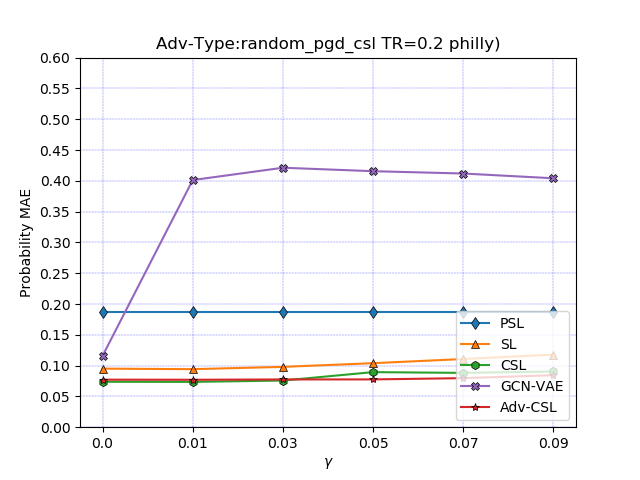 Adv-Type:random_pgd_csl TR=0.2 philly)
0.60
0.55
0.50
0.45
0.40
0.35
0.30
0.25
0.20
0.15
0.10
0.05
0.00
Probability MAE
PSL
SL
CSL
GCN-VAE
Adv-CSL
0.0 0.01 0.03 0.05 0.07 0.09
γ